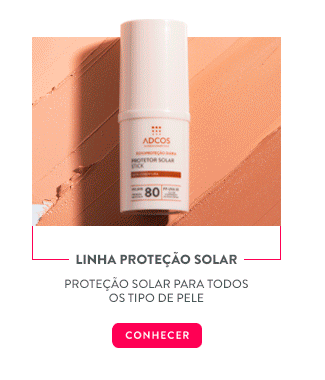 ADCOS
PROTETOR SOLAR
STICK
80
LINHA PROTEÇÃO SOLAR
PROTEÇÃO SOLAR PARA TODOS
OS TIPO DE PELE
CONHECER